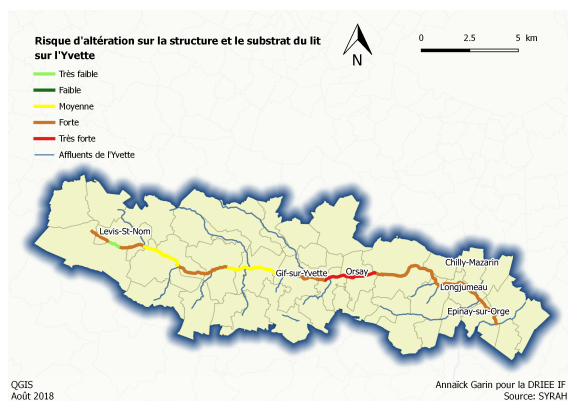 Risque d'altération sur la structure et le substrat du lit
sur l'Yvette
Très faible
Faible
Moyenne
Forte
Très forte
Affluents de l'Yvette
N
0 2.5 5 km
Levis-St-Nom
Gif-sur-Yvette
Orsay
Chilly-Mazarin
Longjumeau
Epinay-sur-Orge
QGIS
Août 2018
Annaïck Garin pour la DRIEE IF
Source: SYRAH